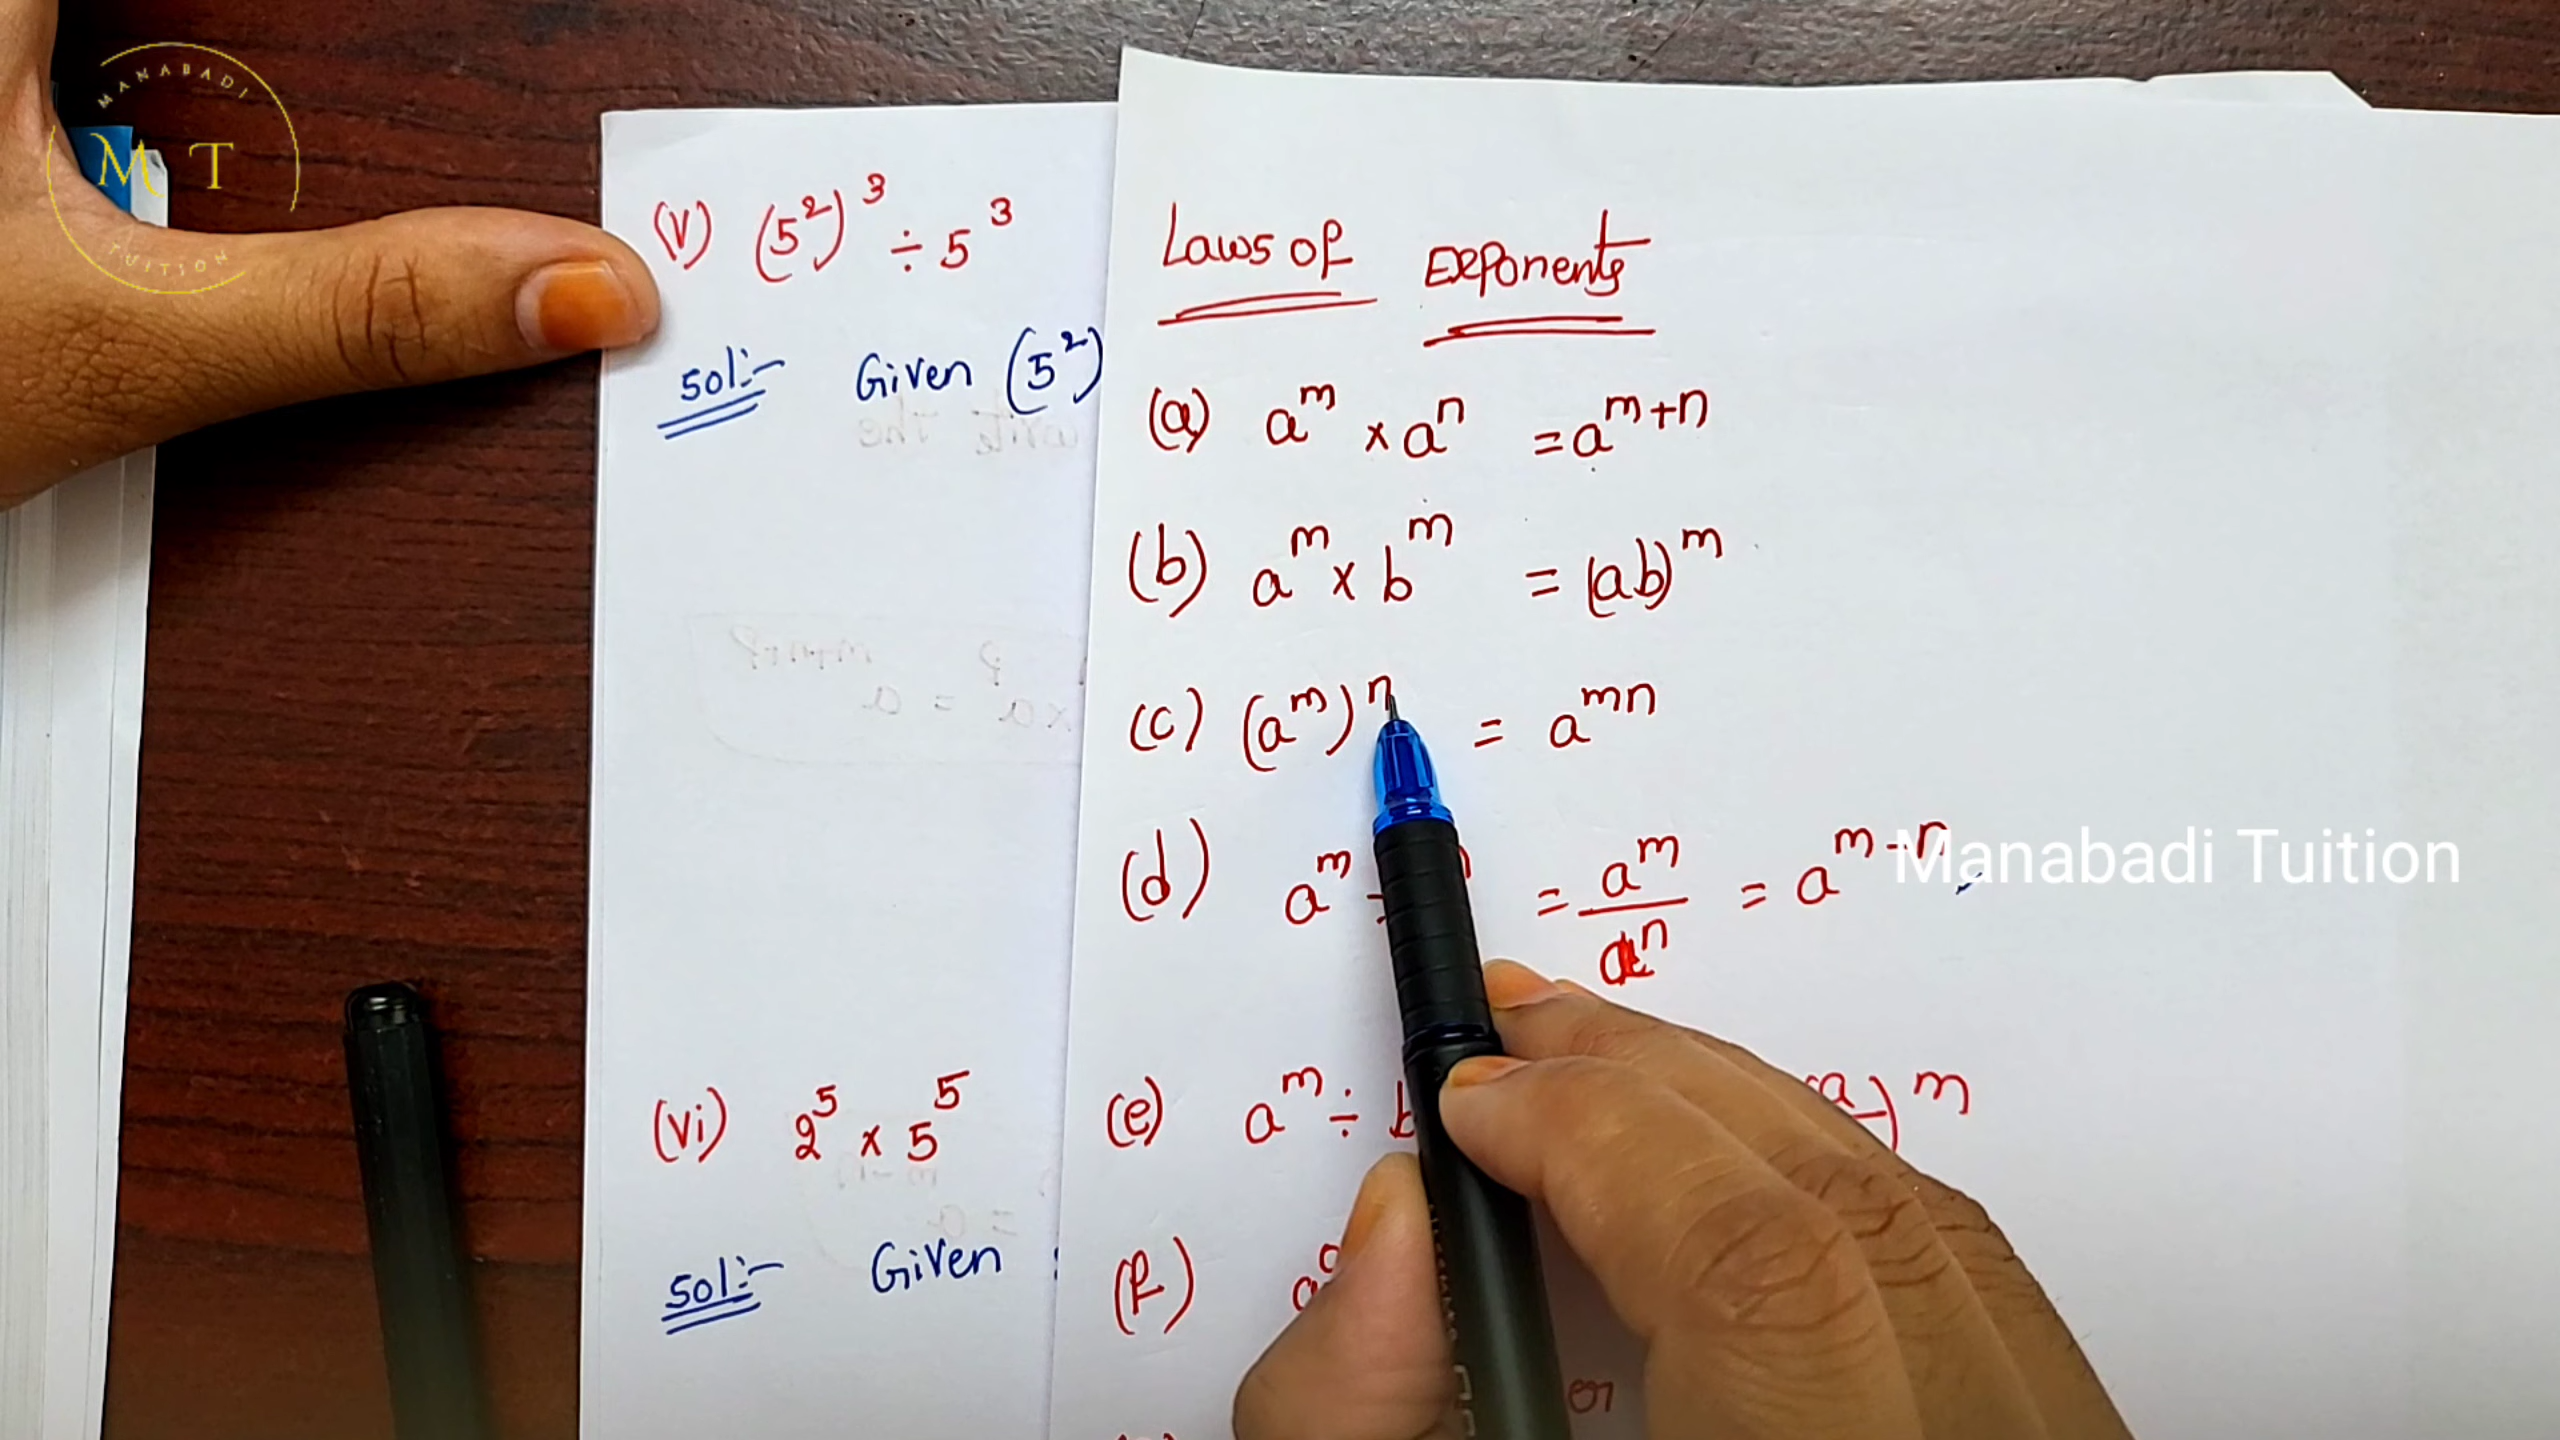 MANABADI
M T
TUITION
(V) (5²)³ ÷ 5³
Sol:- Given (5²)
(vi) 2⁵ × 5⁵
Sol:- Given
Laws of Exponents
(a) aᵐ × aⁿ = aᵐ⁺ⁿ
(b) aᵐ × bᵐ = (ab)ᵐ
(c) (aᵐ)ⁿ = aᵐⁿ
(d) aᵐ ÷ = aᵐ/aⁿ = aᵐ⁻ⁿ
Manabadi Tuition
(e) aᵐ ÷ b a)ᵐ
(f) a
or